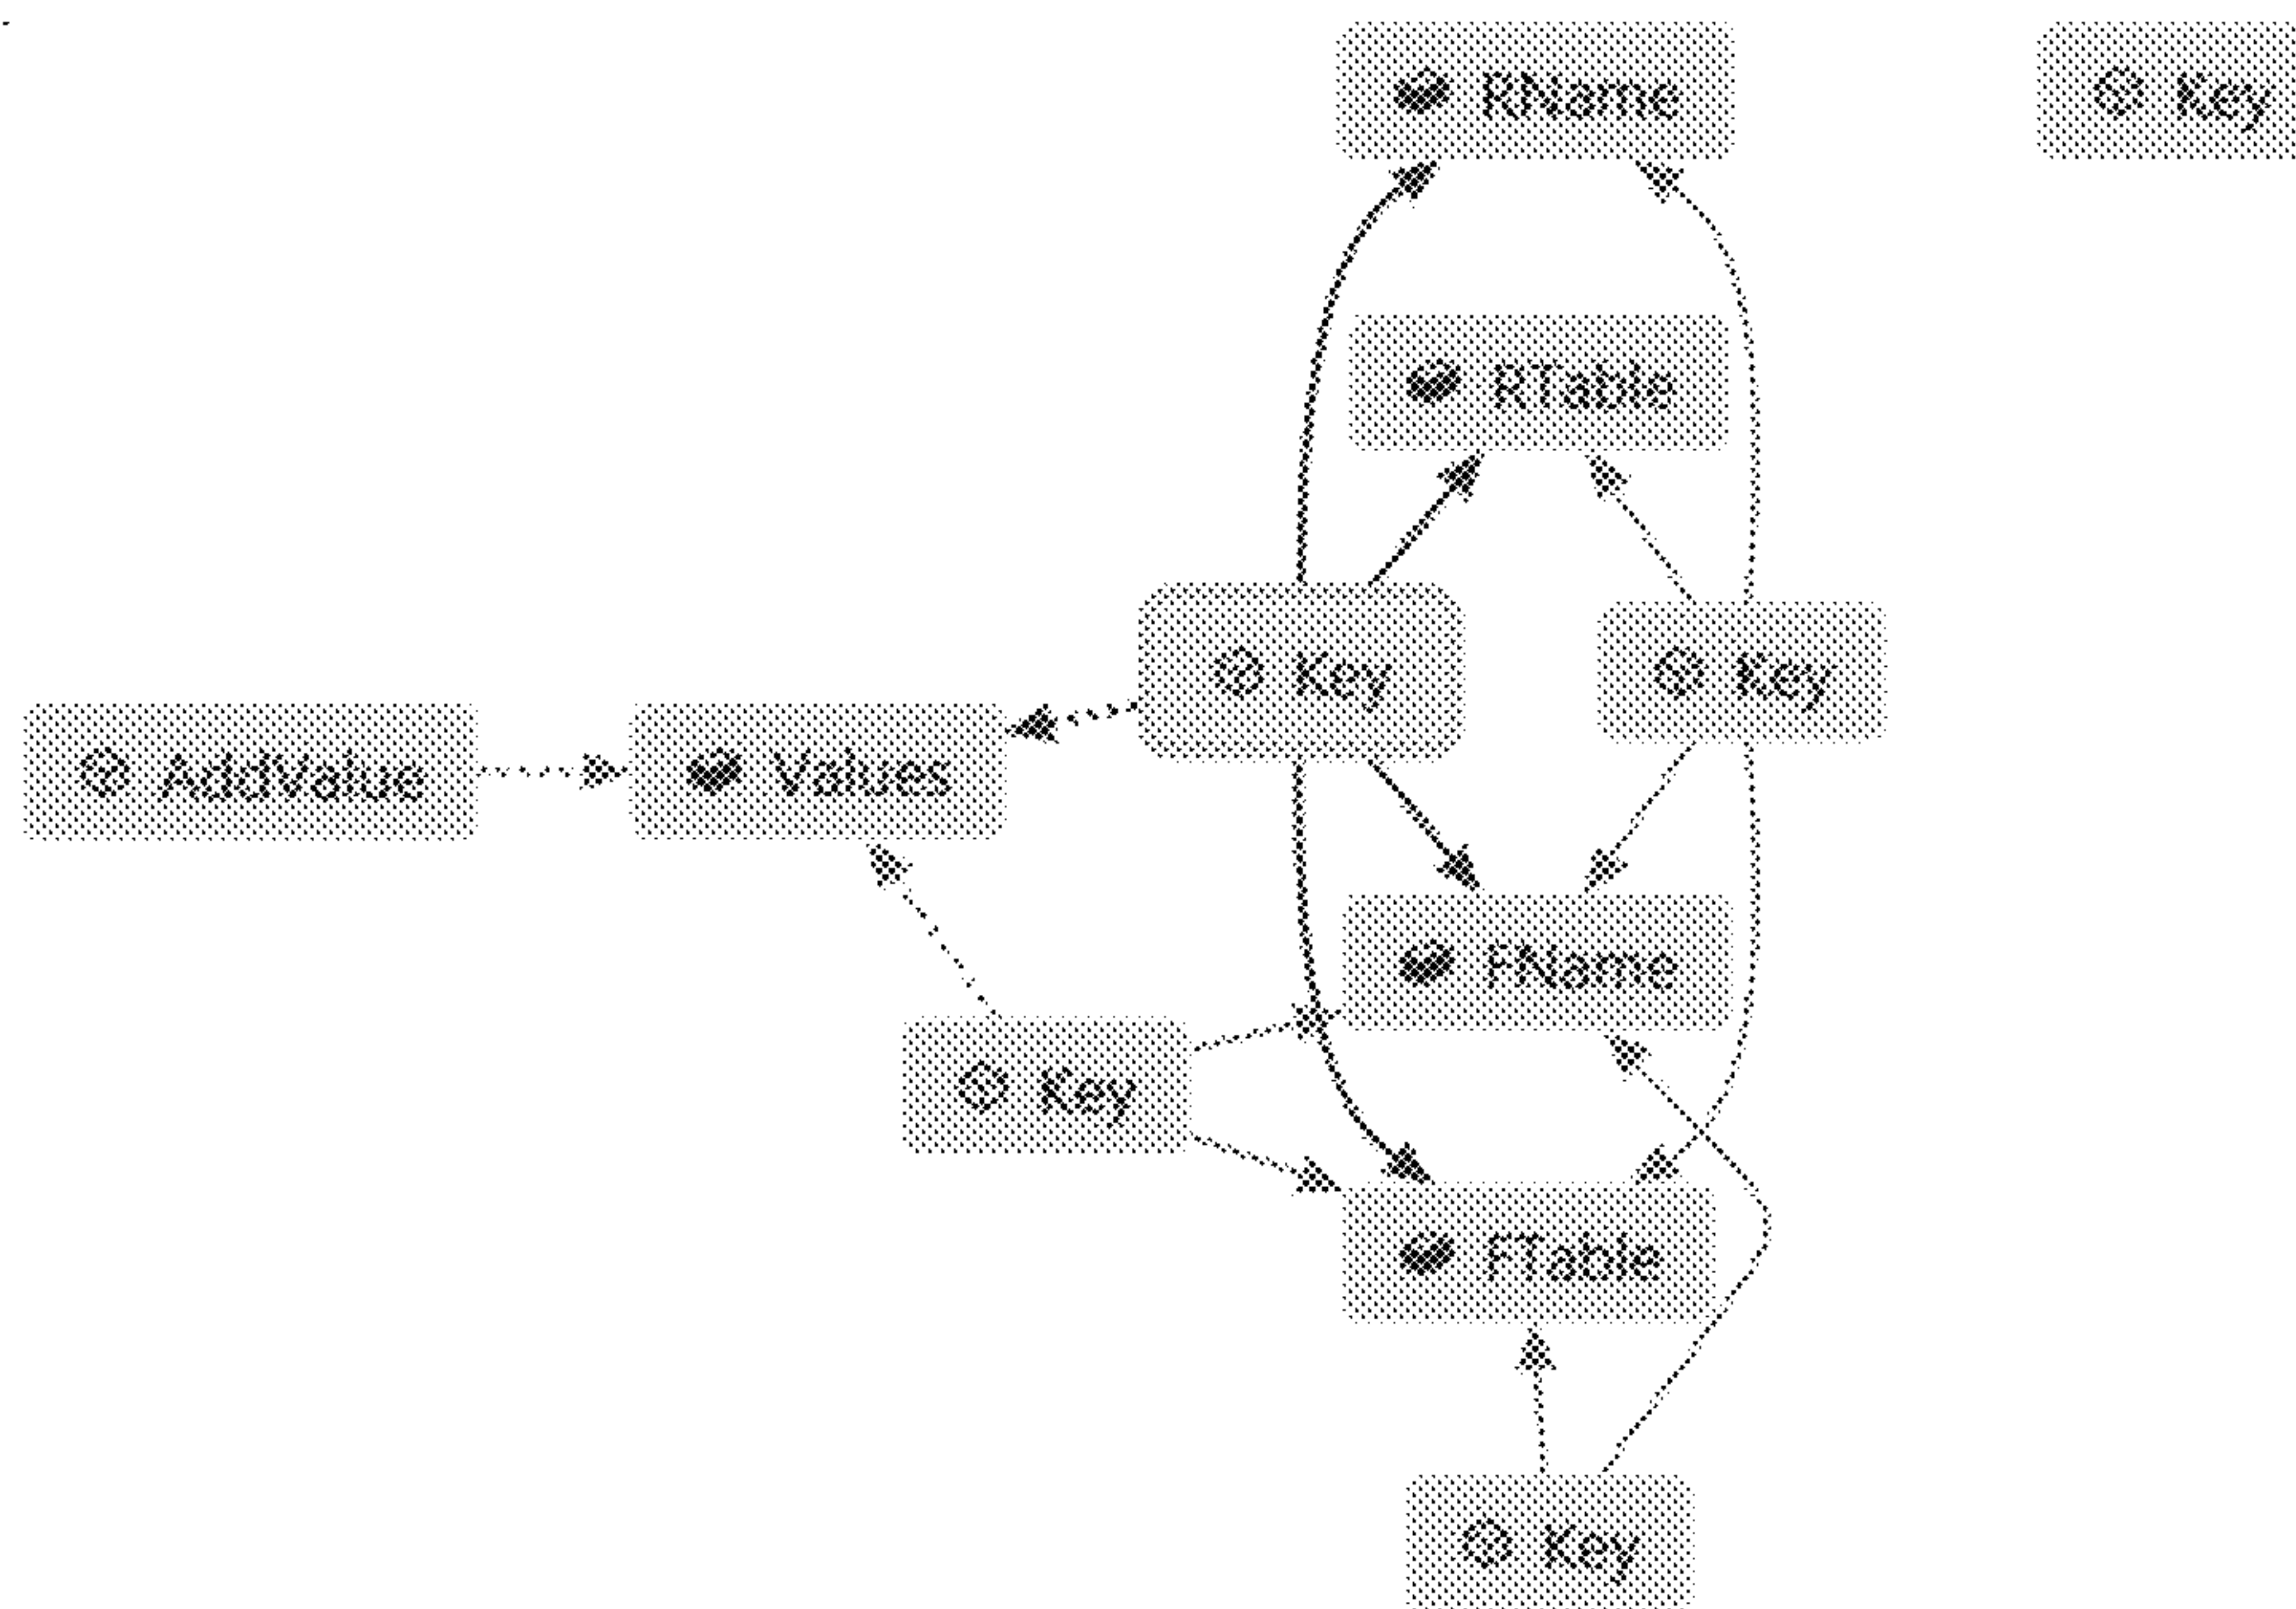 RName
Key
RTable
Key
Key
AddValue
Values
FName
Key
FTable
Key